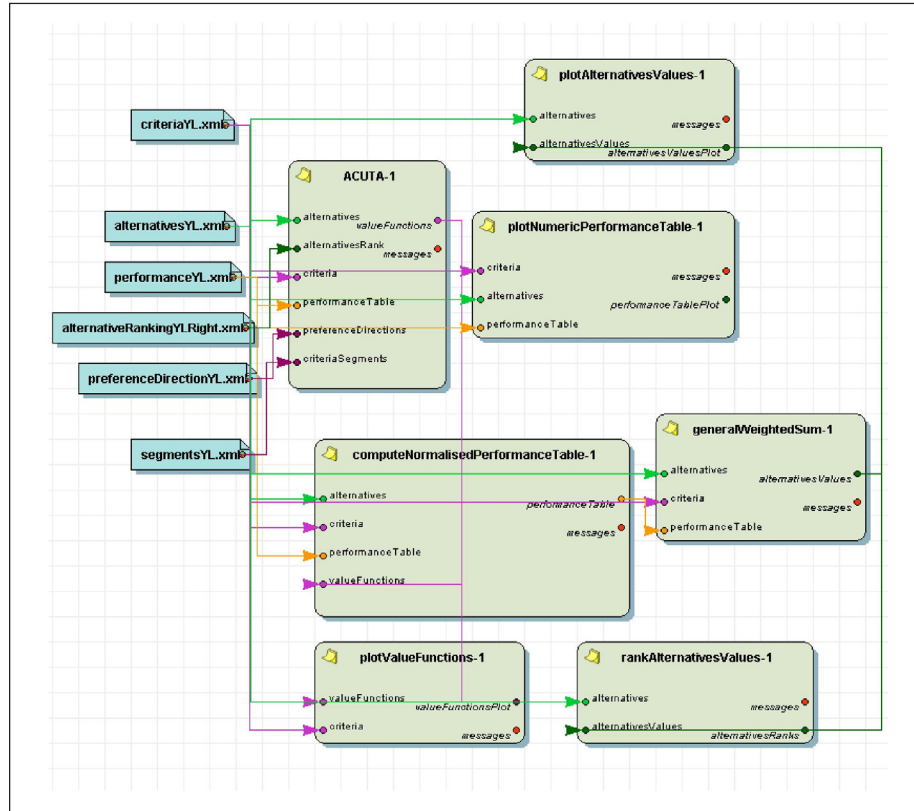 plotAlternativesValues-1
alternatives
messages
alternativesValues
alternativesValuesPlot
criteriaYL.xml
ACUTA-1
alternatives
valueFunctions
alternativesRank
messages
criteria
performanceTable
preferenceDirections
criteriaSegments
alternativesYL.xml
performanceYL.xml
alternativeRankingYLRight.xml
preferenceDirectionYL.xml
segmentsYL.xml
plotNumericPerformanceTable-1
criteria
messages
alternatives
performanceTablePlot
performanceTable
computeNormalisedPerformanceTable-1
alternatives
performanceTable
criteria
messages
performanceTable
valueFunctions
generalWeightedSum-1
alternatives
alternativesValues
criteria
messages
performanceTable
plotValueFunctions-1
valueFunctions
valueFunctionsPlot
criteria
messages
rankAlternativesValues-1
alternatives
messages
alternativesValues
alternativesRanks